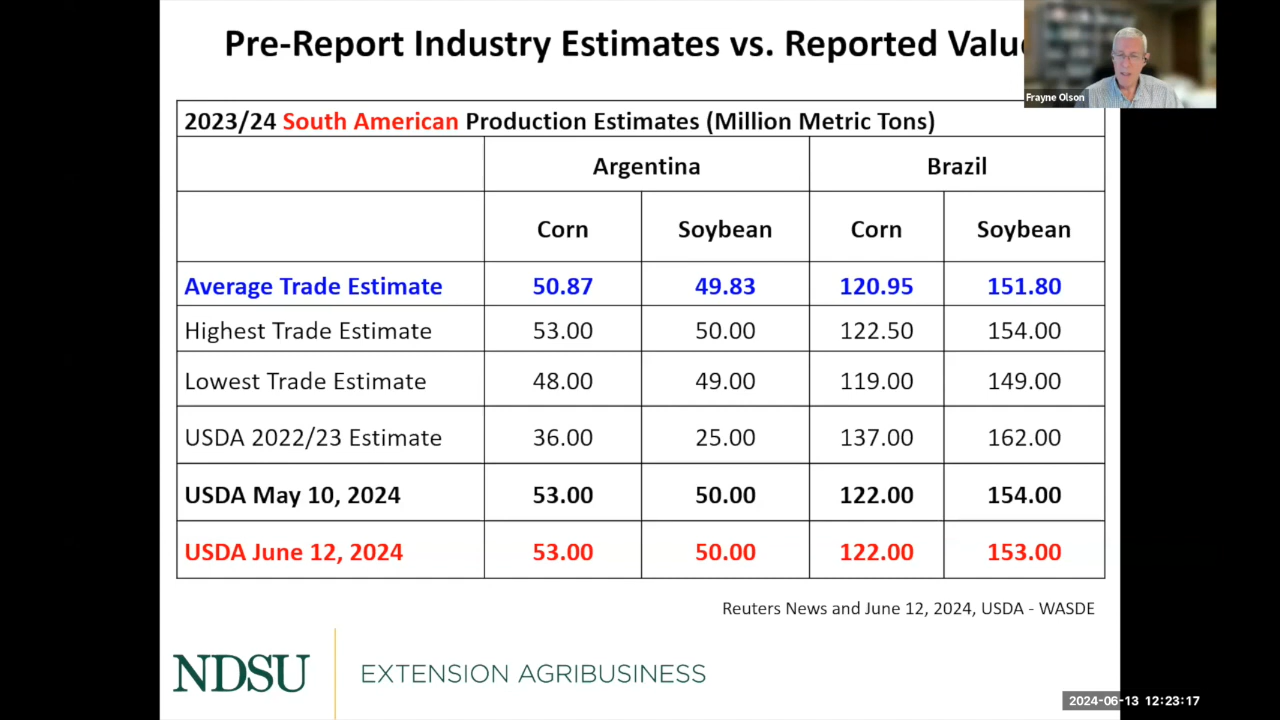 Pre-Report Industry Estimates vs. Reported Valu
Frayne Olson
2023/24 South American Production Estimates (Million Metric Tons)
Argentina Brazil
Corn Soybean Corn Soybean
Average Trade Estimate 50.87 49.83 120.95 151.80
Highest Trade Estimate 53.00 50.00 122.50 154.00
Lowest Trade Estimate 48.00 49.00 119.00 149.00
USDA 2022/23 Estimate 36.00 25.00 137.00 162.00
USDA May 10, 2024 53.00 50.00 122.00 154.00
USDA June 12, 2024 53.00 50.00 122.00 153.00
Reuters News and June 12, 2024, USDA - WASDE
NDSU EXTENSION AGRIBUSINESS
2024-06-13 12:23:17